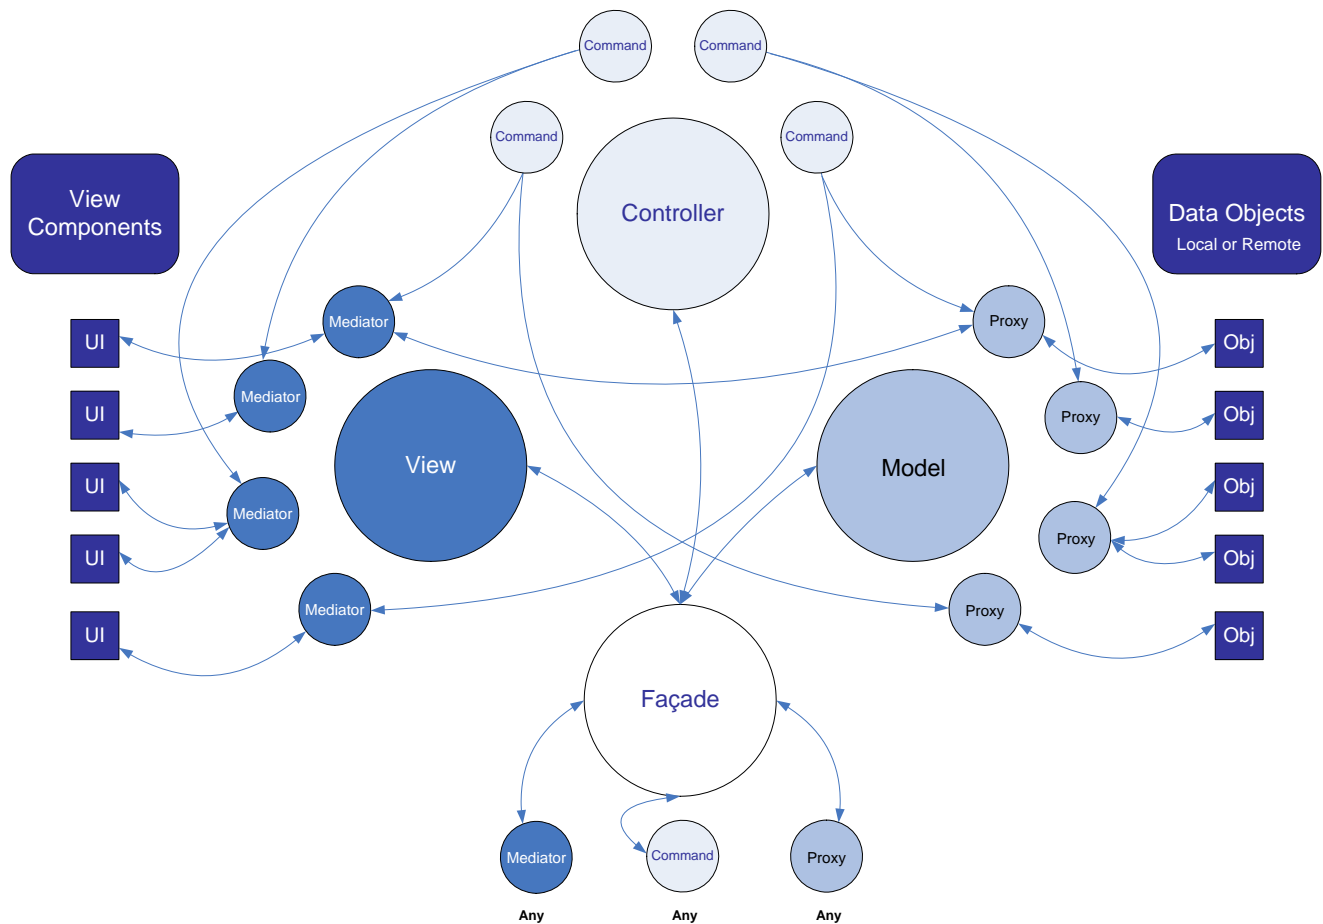 Command
Command
Command
Command
View
Components
Controller
Data Objects
Local or Remote
Mediator
Proxy
UI
Obj
Mediator
Proxy
UI
Obj
View
Model
UI
Obj
Mediator
Proxy
UI
Obj
Mediator
Proxy
UI
Obj
Façade
Mediator
Command
Proxy
Any
Any
Any